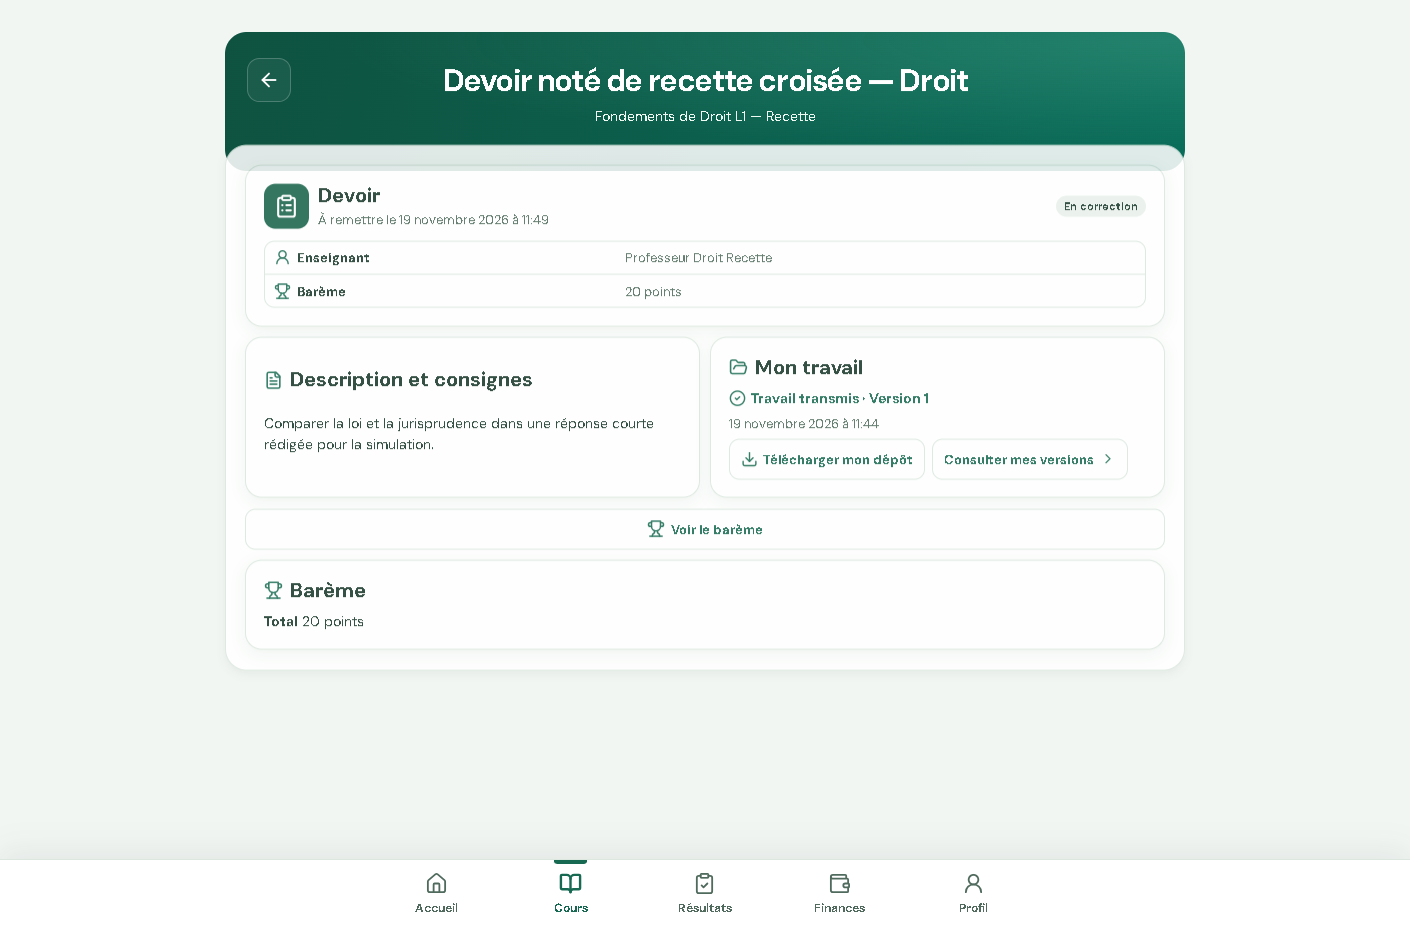 Devoir noté de recette croisée — Droit
Fondements de Droit L1 — Recette
Devoir
À remettre le 19 novembre 2026 à 11:49
En correction
Enseignant
Professeur Droit Recette
Barème
20 points
Description et consignes
Comparer la loi et la jurisprudence dans une réponse courte
rédigée pour la simulation.
Mon travail
Travail transmis · Version 1
19 novembre 2026 à 11:44
Télécharger mon dépôt
Consulter mes versions
Voir le barème
Barème
Total 20 points
Accueil
Cours
Résultats
Finances
Profil